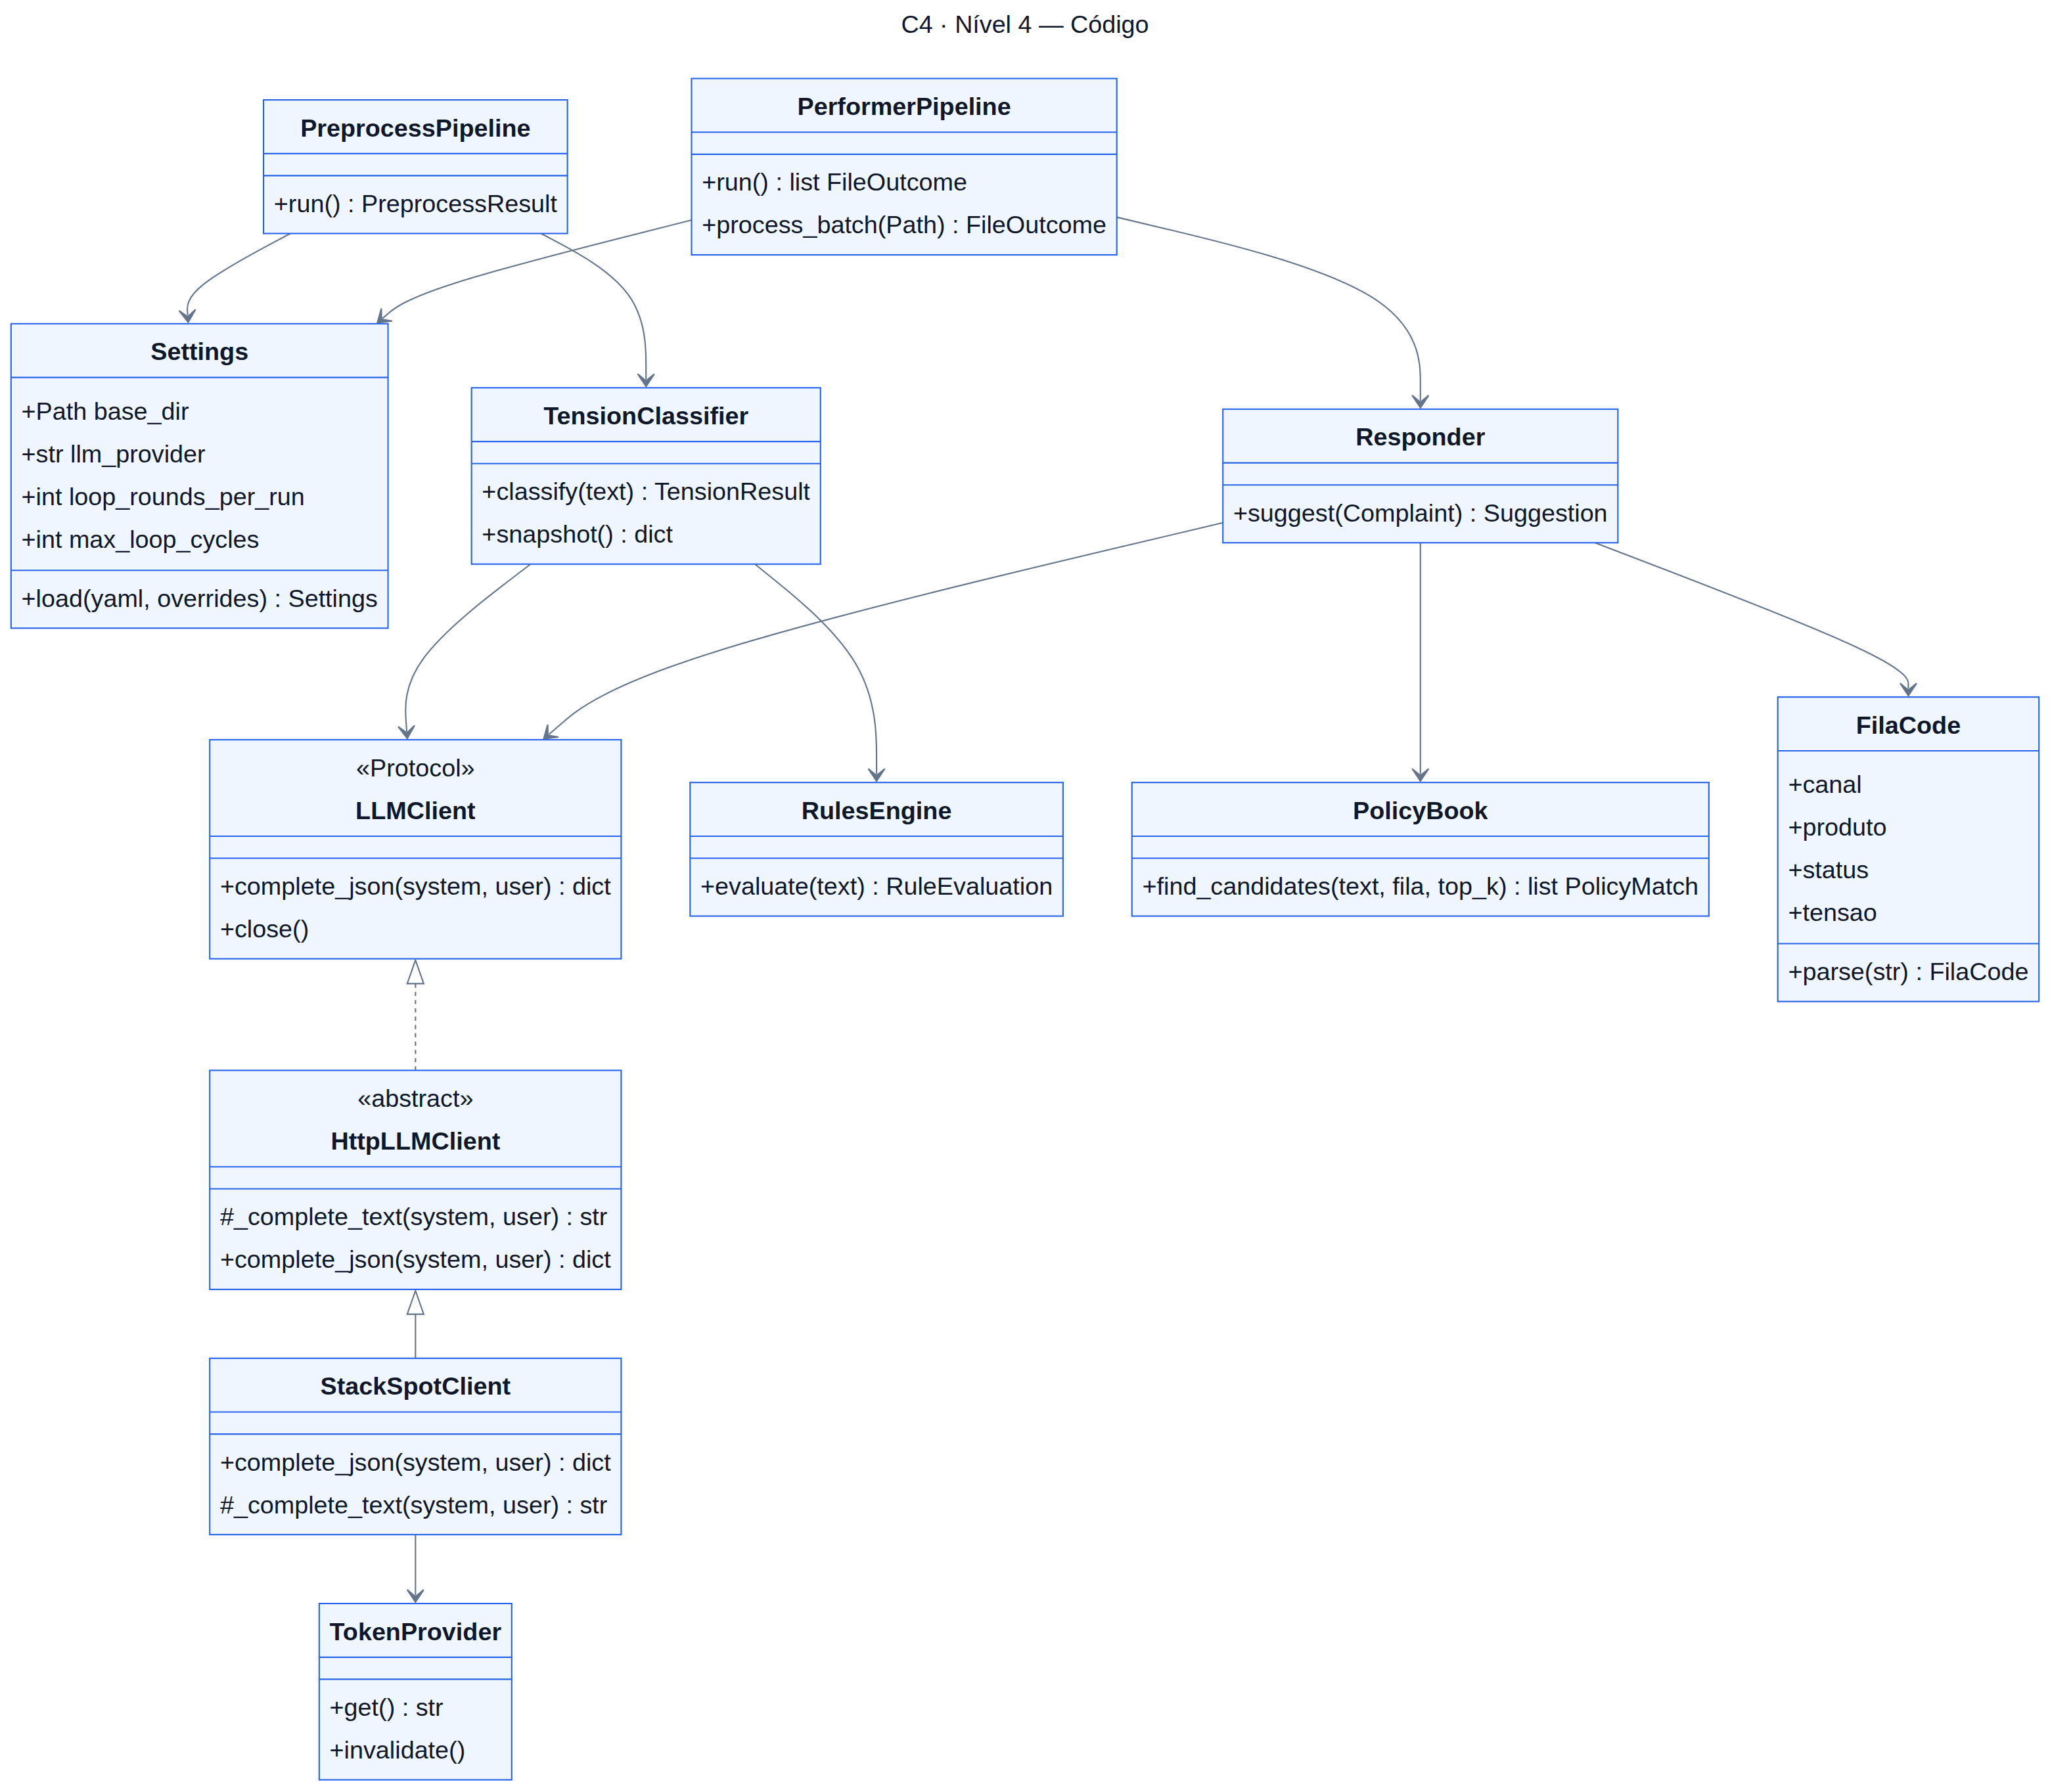 C4 · Nível 4 — Código
PreprocessPipeline
+run() : PreprocessResult
PerformerPipeline
+run() : list FileOutcome
+process_batch(Path) : FileOutcome
Settings
+Path base_dir
+str llm_provider
+int loop_rounds_per_run
+int max_loop_cycles
+load(yaml, overrides) : Settings
TensionClassifier
+classify(text) : TensionResult
+snapshot() : dict
Responder
+suggest(Complaint) : Suggestion
«Protocol»
LLMClient
+complete_json(system, user) : dict
+close()
RulesEngine
+evaluate(text) : RuleEvaluation
PolicyBook
+find_candidates(text, fila, top_k) : list PolicyMatch
FilaCode
+canal
+produto
+status
+tensao
+parse(str) : FilaCode
«abstract»
HttpLLMClient
#_complete_text(system, user) : str
+complete_json(system, user) : dict
StackSpotClient
+complete_json(system, user) : dict
#_complete_text(system, user) : str
TokenProvider
+get() : str
+invalidate()